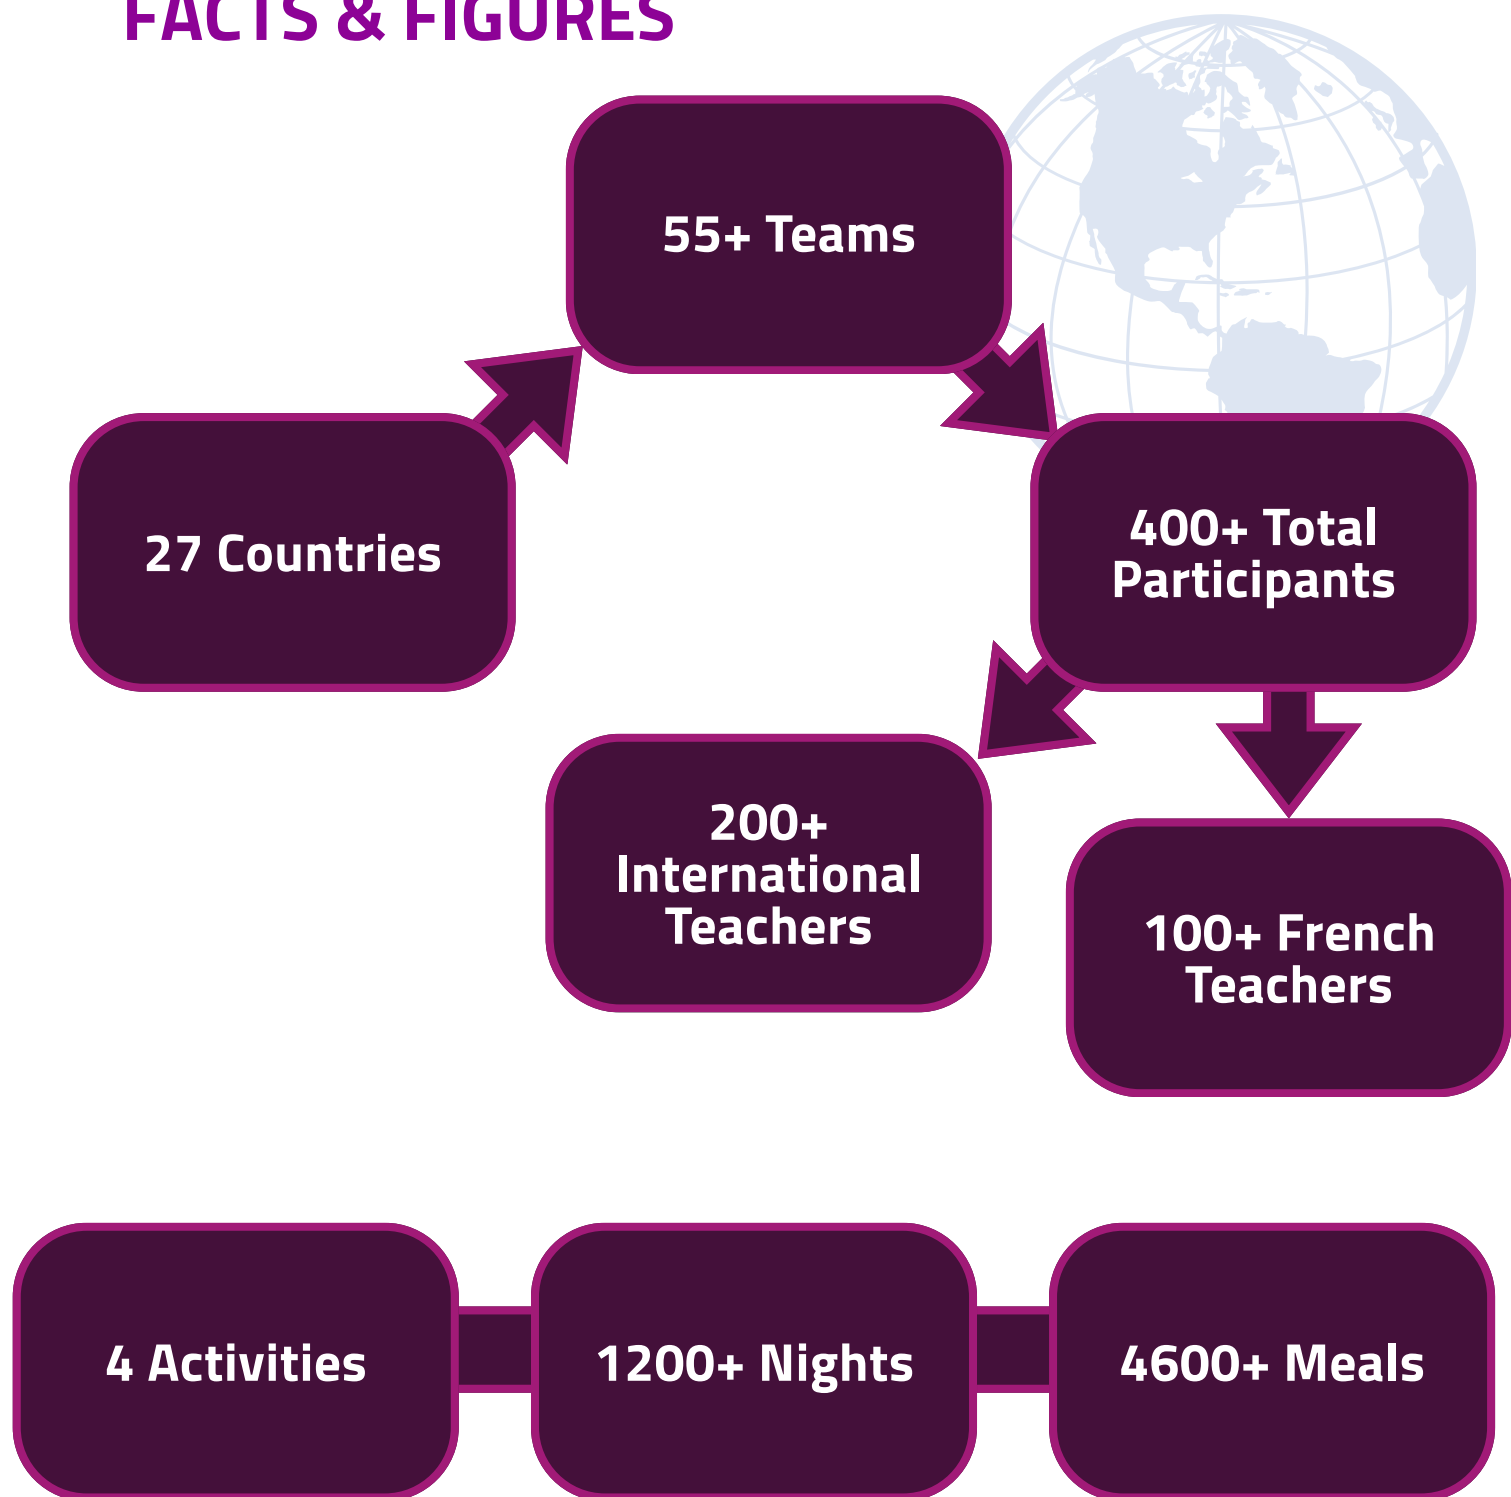 FACTS & FIGURES
55+ Teams
27 Countries
400+ Total
Participants
200+
International
Teachers
100+ French
Teachers
4 Activities
1200+ Nights
4600+ Meals